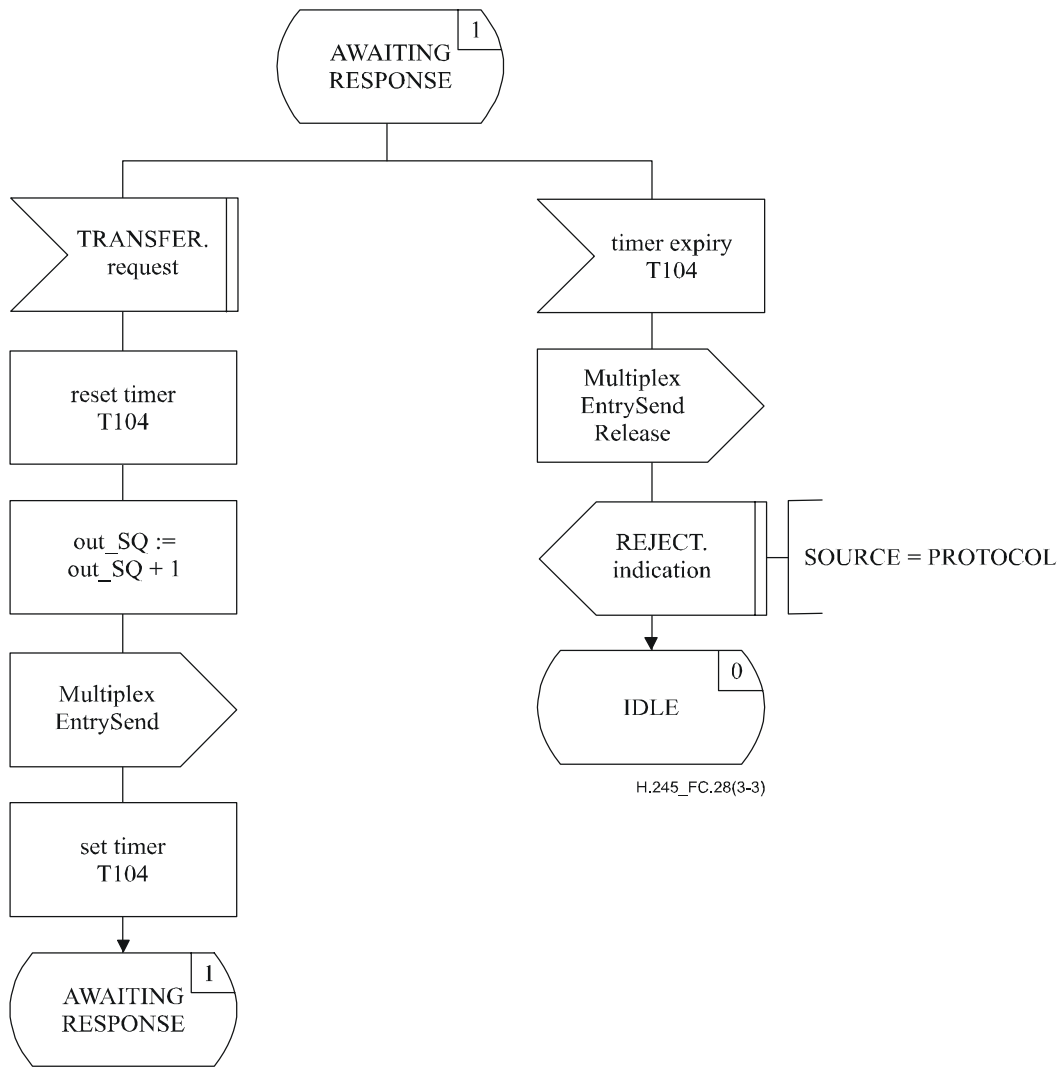 1
AWAITING
RESPONSE
TRANSFER.
request
reset timer
T104
out_SQ :=
out_SQ + 1
Multiplex
EntrySend
set timer
T104
1
AWAITING
RESPONSE
timer expiry
T104
Multiplex
EntrySend
Release
REJECT.
indication
SOURCE = PROTOCOL
0
IDLE
H.245_FC.28(3-3)